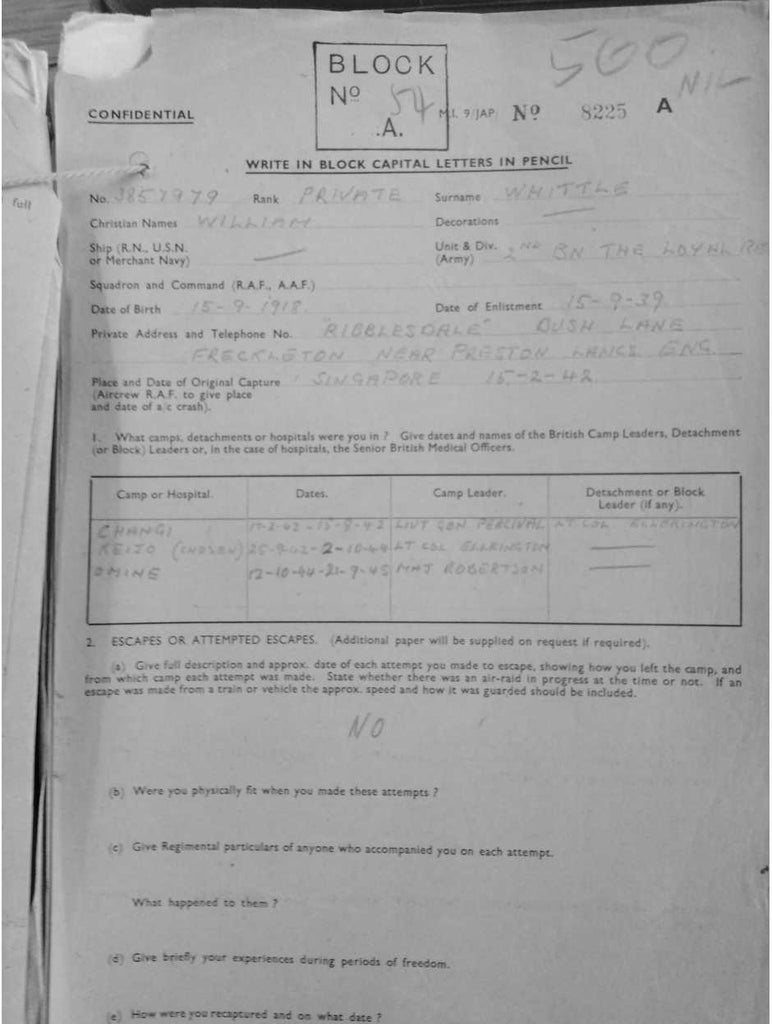 500
NIL
BLOCK
Nº 54
.A.
CONFIDENTIAL
M.I. 9/JAP/ Nº 8225 A
WRITE IN BLOCK CAPITAL LETTERS IN PENCIL
full
No. 3857979 Rank PRIVATE Surname WHITTLE
Christian Names WILLIAM Decorations —
Ship (R.N., U.S.N. or Merchant Navy) — Unit & Div. (Army) 2ND BN THE LOYAL
Squadron and Command (R.A.F., A.A.F.)
Date of Birth 15-9-1918. Date of Enlistment 15-9-39
Private Address and Telephone No. "RIBBLESDALE" BUSH LANE
FRECKLETON NEAR PRESTON LANCS ENG.
Place and Date of Original Capture SINGAPORE 15-2-42
(Aircrew R.A.F. to give place
and date of a/c crash).
1. What camps, detachments or hospitals were you in ? Give dates and names of the British Camp Leaders, Detachment
(or Block) Leaders or, in the case of hospitals, the Senior British Medical Officers.
Camp or Hospital. Dates. Camp Leader. Detachment or Block
Leader (if any).
CHANGI 17-2-42-15-8-42 LIUT GEN PERCIVAL LT COL ELLRINGTON
KEIJO (CHOSEN) 25-9-42-2-10-44 LT COL ELLRINGTON —
OMINE 12-10-44-21-9-45 MAJ ROBERTSON —
2. ESCAPES OR ATTEMPTED ESCAPES. (Additional paper will be supplied on request if required).
(a) Give full description and approx. date of each attempt you made to escape, showing how you left the camp, and
from which camp each attempt was made. State whether there was an air-raid in progress at the time or not. If an
escape was made from a train or vehicle the approx. speed and how it was guarded should be included.
NO
(b) Were you physically fit when you made these attempts ?
(c) Give Regimental particulars of anyone who accompanied you on each attempt.
What happened to them ?
(d) Give briefly your experiences during periods of freedom.
(e) How were you recaptured and on what date ?